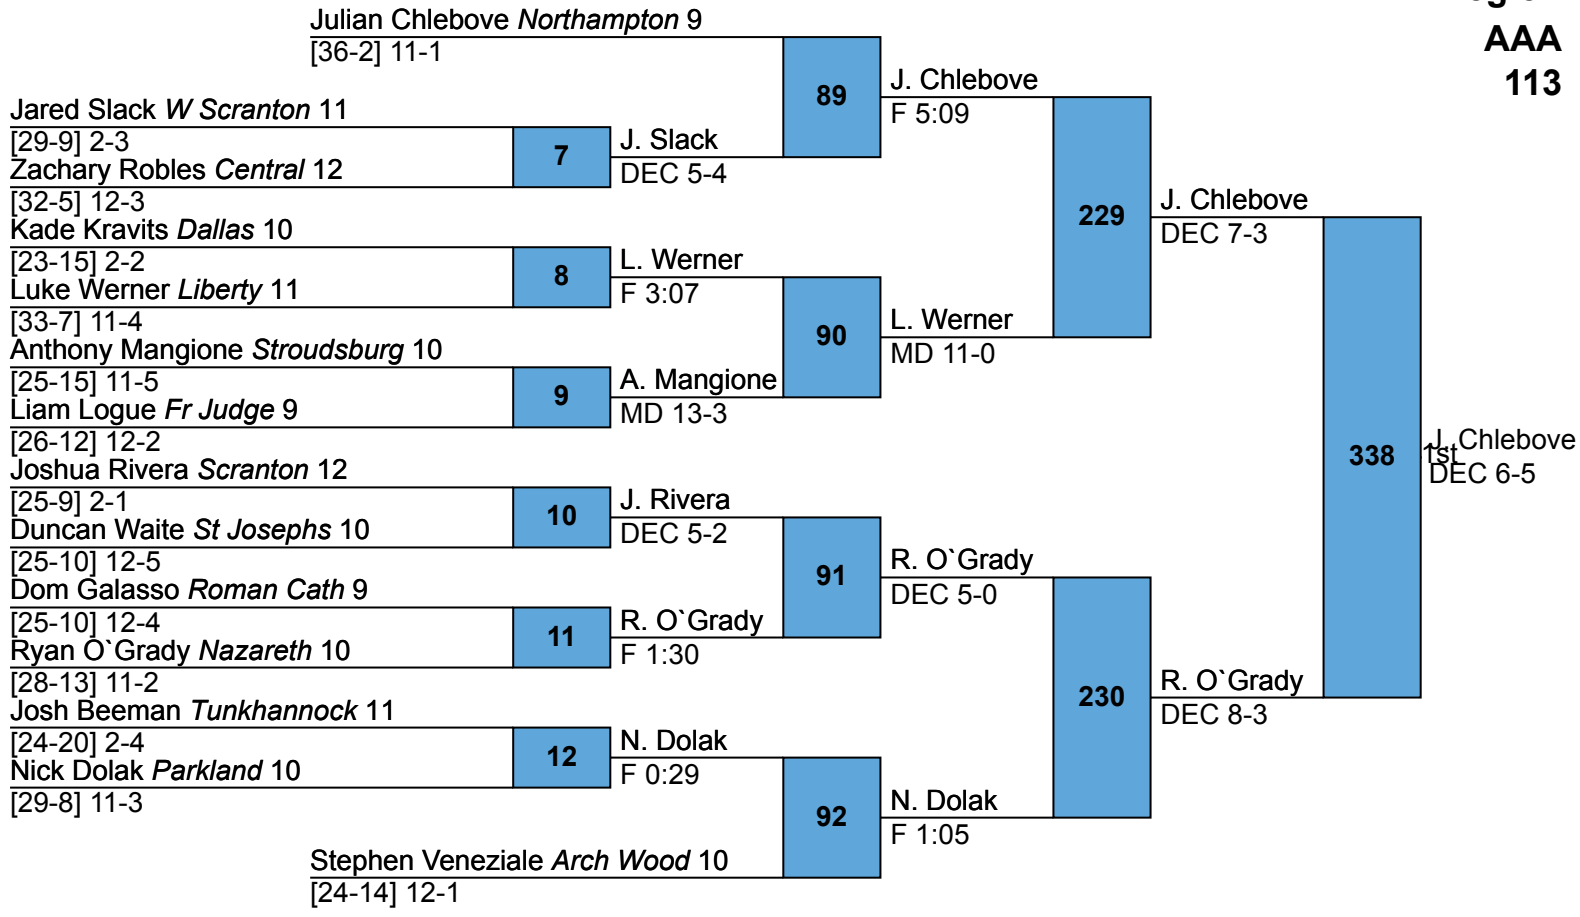 AAA
113
Julian Chlebove Northampton 9
[36-2] 11-1
Jared Slack W Scranton 11
[29-9] 2-3
Zachary Robles Central 12
[32-5] 12-3
Kade Kravits Dallas 10
[23-15] 2-2
Luke Werner Liberty 11
[33-7] 11-4
Anthony Mangione Stroudsburg 10
[25-15] 11-5
Liam Logue Fr Judge 9
[26-12] 12-2
Joshua Rivera Scranton 12
[25-9] 2-1
Duncan Waite St Josephs 10
[25-10] 12-5
Dom Galasso Roman Cath 9
[25-10] 12-4
Ryan O`Grady Nazareth 10
[28-13] 11-2
Josh Beeman Tunkhannock 11
[24-20] 2-4
Nick Dolak Parkland 10
[29-8] 11-3
Stephen Veneziale Arch Wood 10
[24-14] 12-1
7
8
9
10
11
12
J. Slack
DEC 5-4
L. Werner
F 3:07
A. Mangione
MD 13-3
J. Rivera
DEC 5-2
R. O`Grady
F 1:30
N. Dolak
F 0:29
89
90
91
92
J. Chlebove
F 5:09
L. Werner
MD 11-0
R. O`Grady
DEC 5-0
N. Dolak
F 1:05
229
230
J. Chlebove
DEC 7-3
R. O`Grady
DEC 8-3
338
J. Chlebove
1st
DEC 6-5